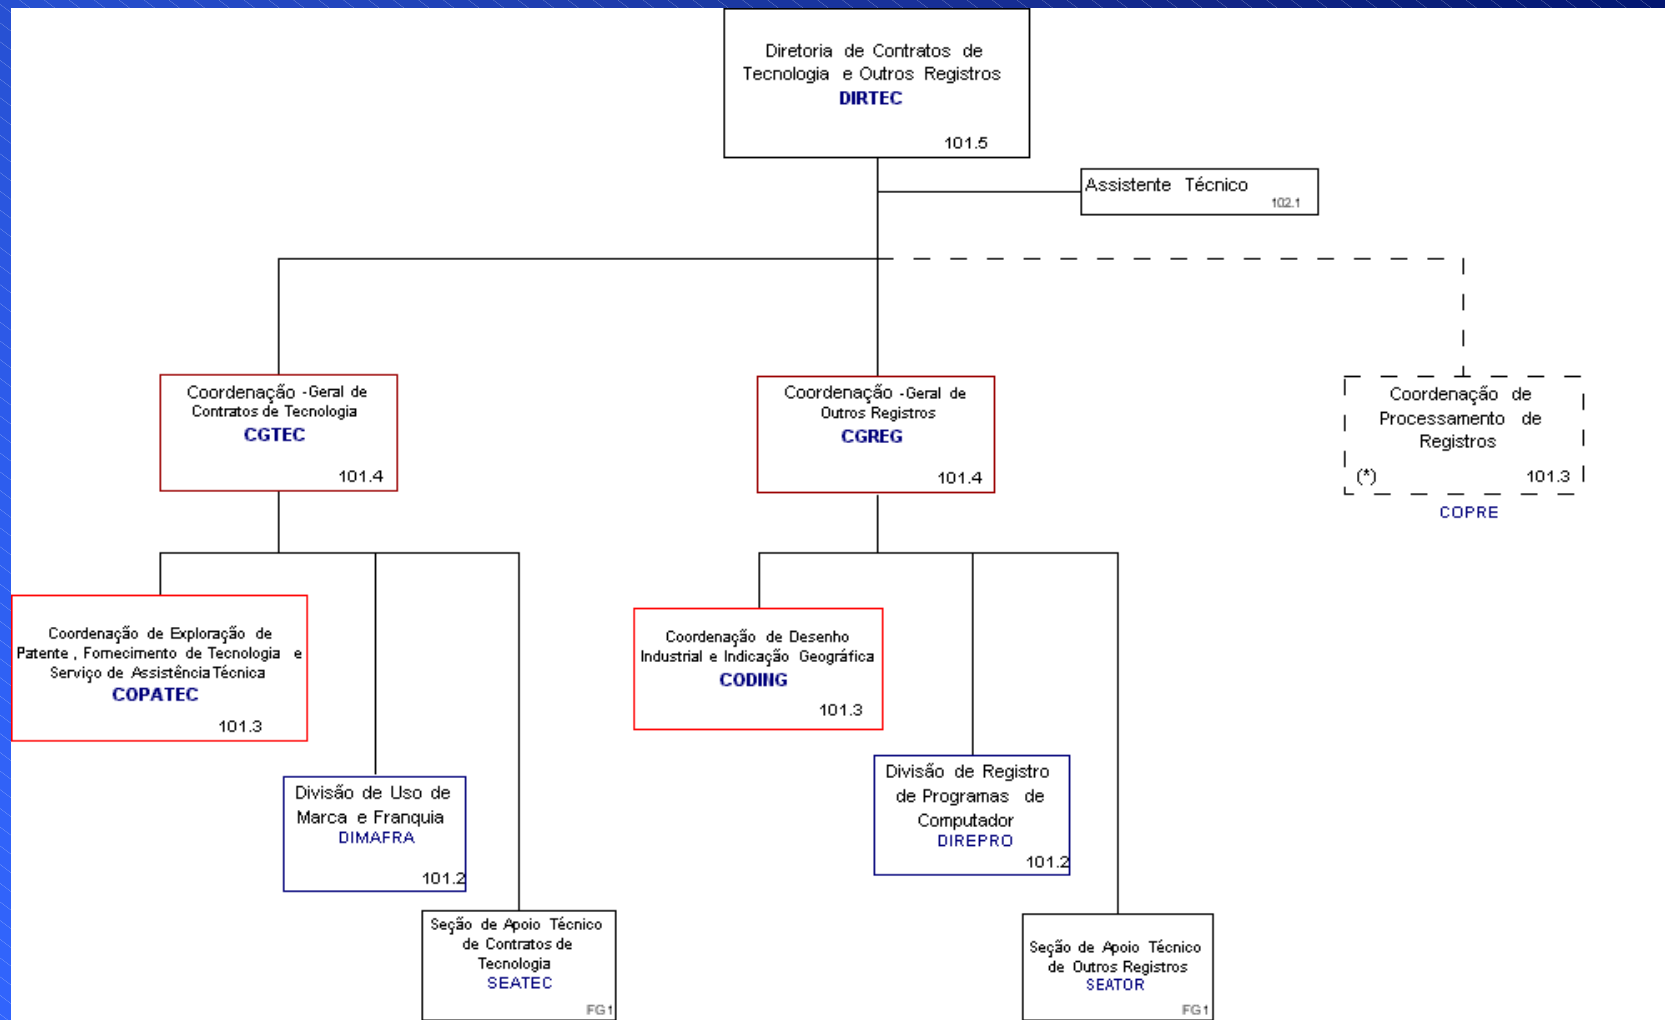 Diretoria de Contratos de
Tecnologia e Outros Registros
DIRTEC
101.5
Assistente Técnico
102.1
Coordenação -Geral de
Contratos de Tecnologia
CGTEC
101.4
Coordenação -Geral de
Outros Registros
CGREG
101.4
Coordenação de
Processamento de
Registros
(*) 101.3
COPRE
Coordenação de Exploração de
Patente , Fornecimento de Tecnologia e
Serviço de Assistência Técnica
COPATEC
101.3
Coordenação de Desenho
Industrial e Indicação Geográfica
CODING
101.3
Divisão de Uso de
Marca e Franquia
DIMAFRA
101.2
Divisão de Registro
de Programas de
Computador
DIREPRO
101.2
Seção de Apoio Técnico
de Contratos de
Tecnologia
SEATEC
FG1
Seção de Apoio Técnico
de Outros Registros
SEATOR
FG1